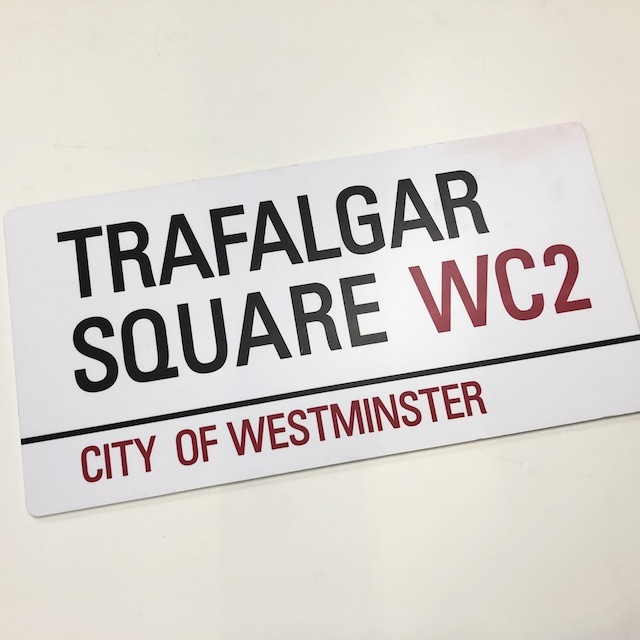 TRAFALGAR
SQUARE WC2
CITY OF WESTMINSTER